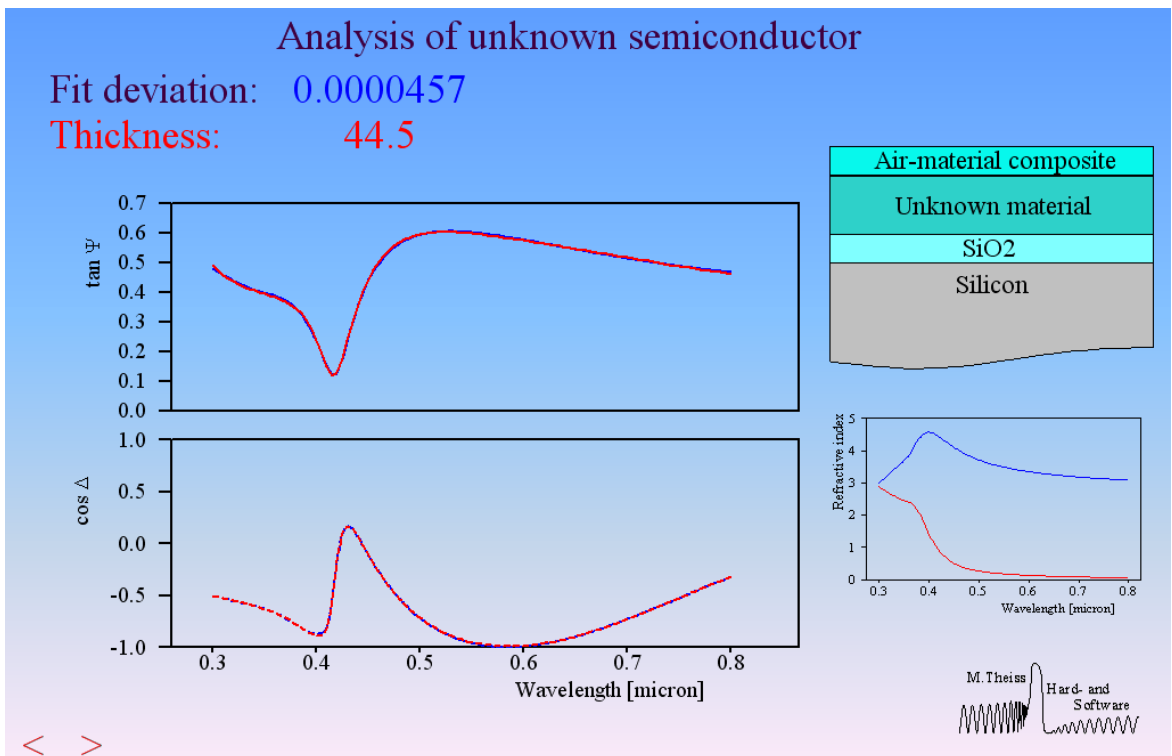 Analysis of unknown semiconductor
Fit deviation: 0.0000457
Thickness: 44.5
0.7
0.6
0.5
0.4
0.3
0.2
0.1
0.0
tan Ψ
1.0
0.5
0.0
-0.5
-1.0
cos Δ
0.3 0.4 0.5 0.6 0.7 0.8
Wavelength [micron]
Air-material composite
Unknown material
SiO2
Silicon
5
4
3
2
1
0
Refractive index
0.3 0.4 0.5 0.6 0.7 0.8
Wavelength [micron]
M.Theiss
Hard- and
Software
< >